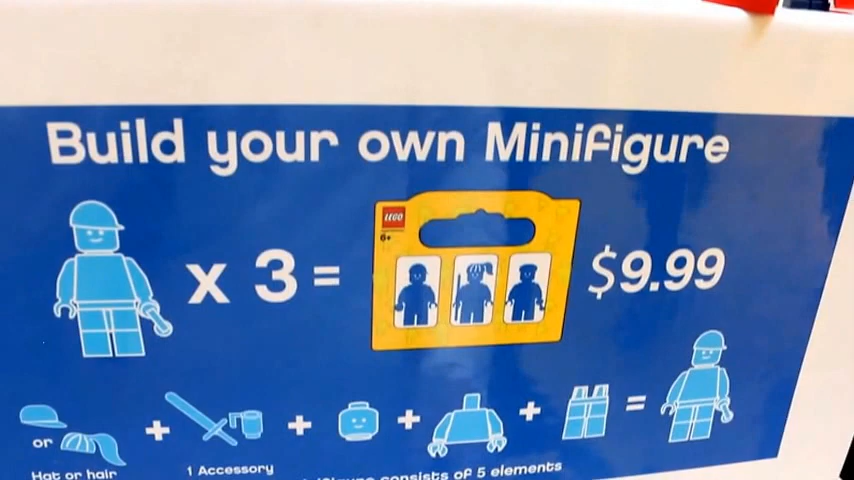 Build your own Minifigure
x 3 =
LEGO
6+
$9.99
or + + + + =
Hat or hair
1 Accessory
consists of 5 elements